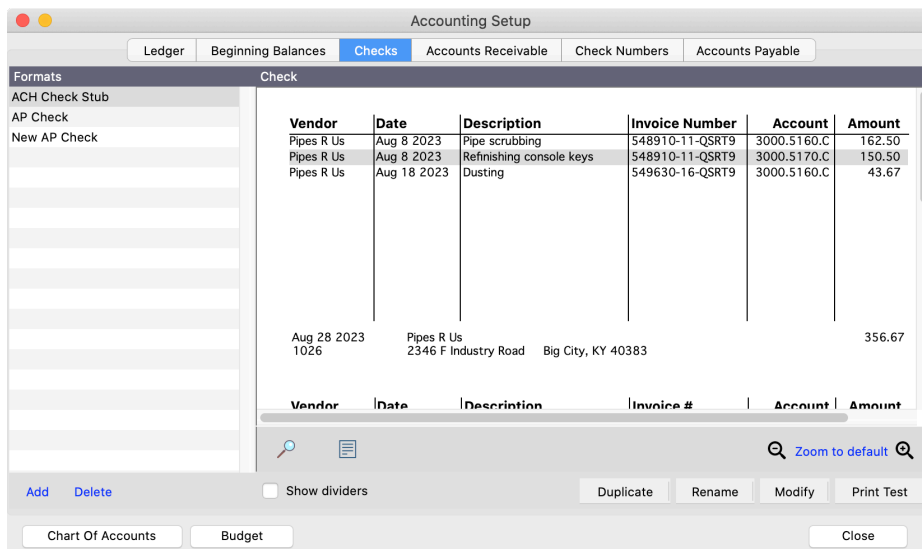 Accounting Setup
Ledger Beginning Balances Checks Accounts Receivable Check Numbers Accounts Payable
Formats Check
ACH Check Stub
AP Check
New AP Check
Vendor Date Description Invoice Number Account Amount
Pipes R Us Aug 8 2023 Pipe scrubbing 548910-11-QSRT9 3000.5160.C 162.50
Pipes R Us Aug 8 2023 Refinishing console keys 548910-11-QSRT9 3000.5170.C 150.50
Pipes R Us Aug 18 2023 Dusting 549630-16-QSRT9 3000.5160.C 43.67
Aug 28 2023 Pipes R Us 356.67
1026 2346 F Industry Road Big City, KY 40383
Vendor Date Description Invoice # Account Amount
Zoom to default
Add Delete Show dividers Duplicate Rename Modify Print Test
Chart Of Accounts Budget Close